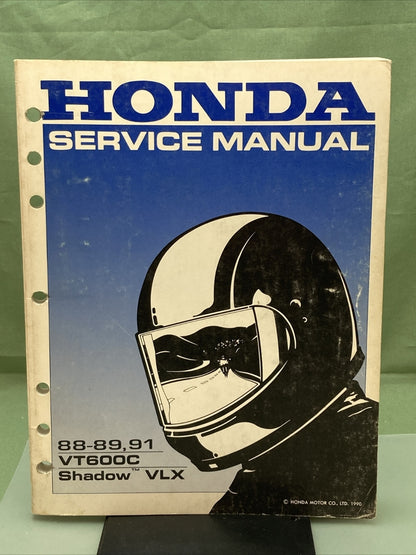 HONDA
SERVICE MANUAL
88-89,91
VT600C
Shadow™ VLX
© HONDA MOTOR CO., LTD. 1990